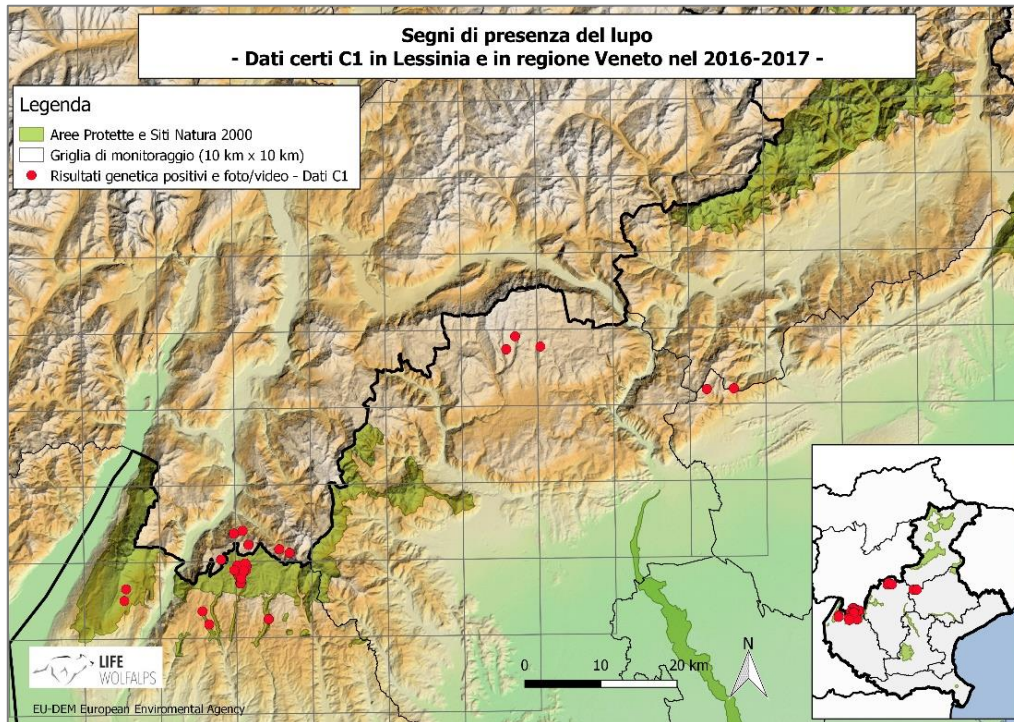 Segni di presenza del lupo
- Dati certi C1 in Lessinia e in regione Veneto nel 2016-2017 -
Legenda
Aree Protette e Siti Natura 2000
Griglia di monitoraggio (10 km x 10 km)
Risultati genetica positivi e foto/video - Dati C1
LIFE
WOLFALPS
EU-DEM European Enviromental Agency
0 10 20 km
N